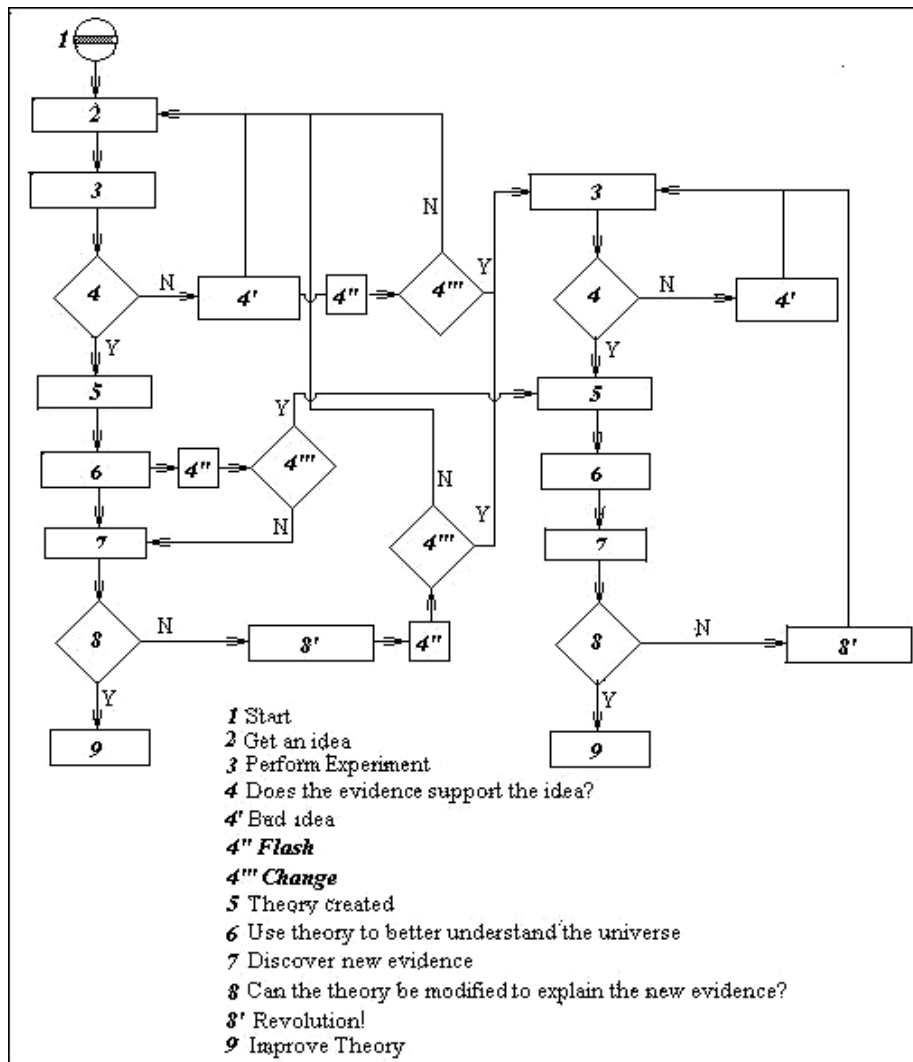 1
2
N
3
3
Y
4
N
4'
4"
4'''
4
N
4'
Y
Y
5
Y
5
6
4"
4'''
6
N
N
Y
7
4'''
7
8
N
8'
4"
8
N
8'
Y
Y
9
9
1 Start
2 Get an idea
3 Perform Experiment
4 Does the evidence support the idea?
4' Bad idea
4" Flash
4''' Change
5 Theory created
6 Use theory to better understand the universe
7 Discover new evidence
8 Can the theory be modified to explain the new evidence?
8' Revolution!
9 Improve Theory